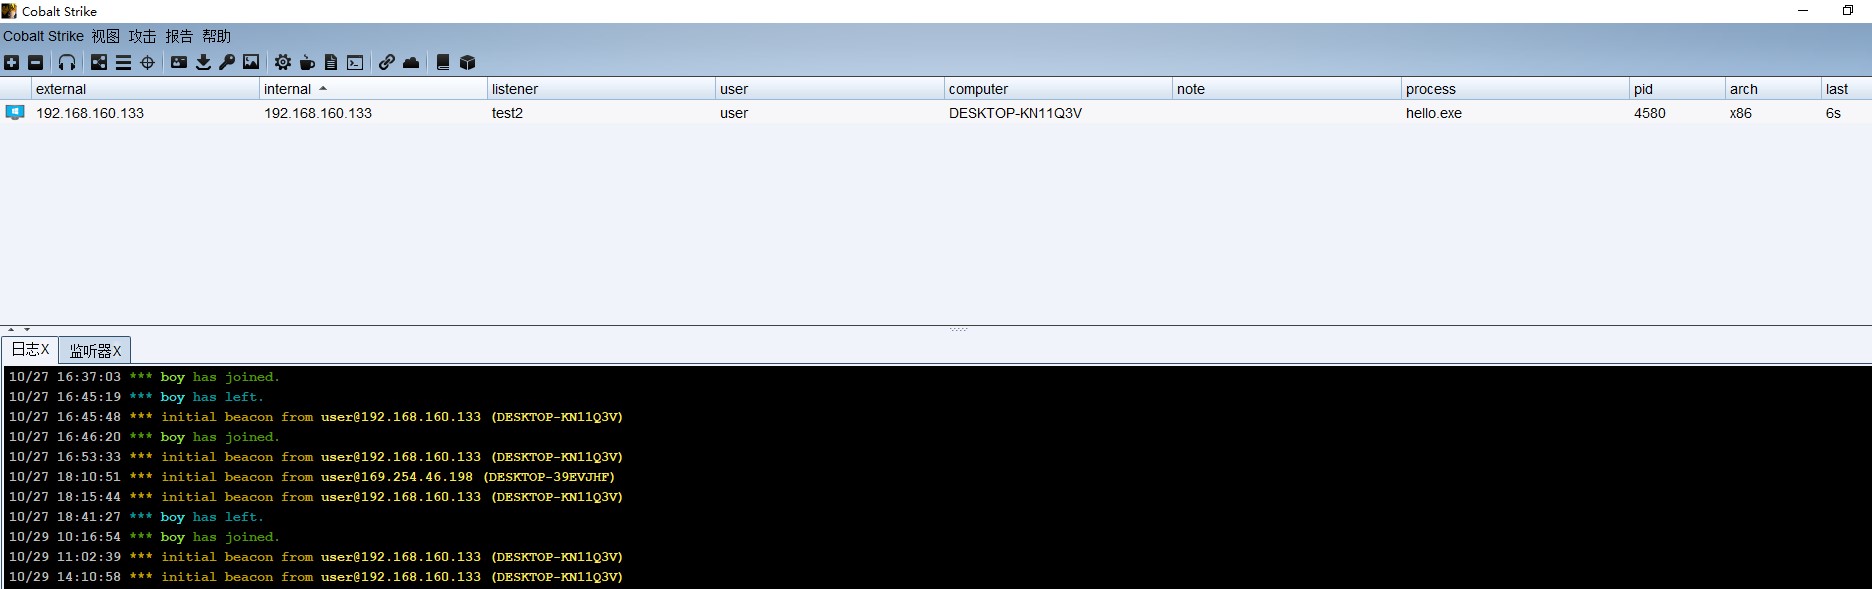 Cobalt Strike
Cobalt Strike 视图 攻击 报告 帮助
external internal listener user computer note process pid arch last
192.168.160.133 192.168.160.133 test2 user DESKTOP-KN11Q3V hello.exe 4580 x86 6s
日志X 监听器X
10/27 16:37:03 *** boy has joined.
10/27 16:45:19 *** boy has left.
10/27 16:45:48 *** initial beacon from user@192.168.160.133 (DESKTOP-KN11Q3V)
10/27 16:46:20 *** boy has joined.
10/27 16:53:33 *** initial beacon from user@192.168.160.133 (DESKTOP-KN11Q3V)
10/27 18:10:51 *** initial beacon from user@169.254.46.198 (DESKTOP-39EVJHF)
10/27 18:15:44 *** initial beacon from user@192.168.160.133 (DESKTOP-KN11Q3V)
10/27 18:41:27 *** boy has left.
10/29 10:16:54 *** boy has joined.
10/29 11:02:39 *** initial beacon from user@192.168.160.133 (DESKTOP-KN11Q3V)
10/29 14:10:58 *** initial beacon from user@192.168.160.133 (DESKTOP-KN11Q3V)